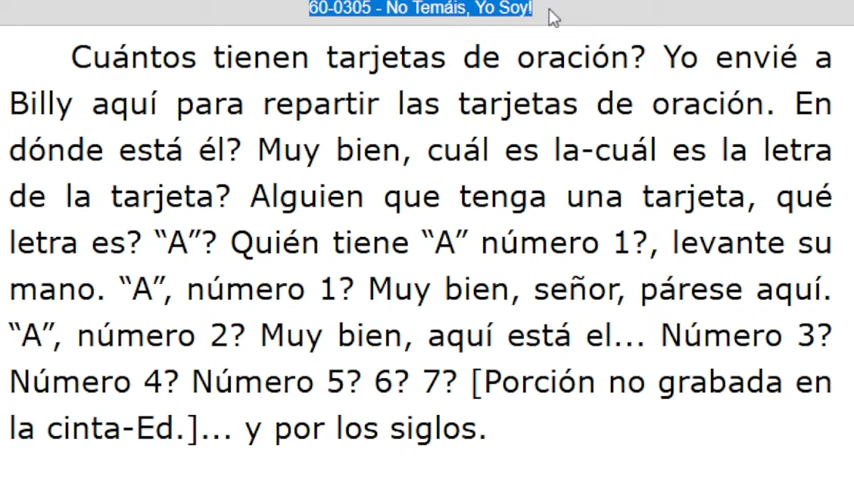 60-0305 - No Temáis, Yo Soy!
Cuántos tienen tarjetas de oración? Yo envié a
Billy aquí para repartir las tarjetas de oración. En
dónde está él? Muy bien, cuál es la-cuál es la letra
de la tarjeta? Alguien que tenga una tarjeta, qué
letra es? “A”? Quién tiene “A” número 1?, levante su
mano. “A”, número 1? Muy bien, señor, párese aquí.
“A”, número 2? Muy bien, aquí está el... Número 3?
Número 4? Número 5? 6? 7? [Porción no grabada en
la cinta-Ed.]... y por los siglos.